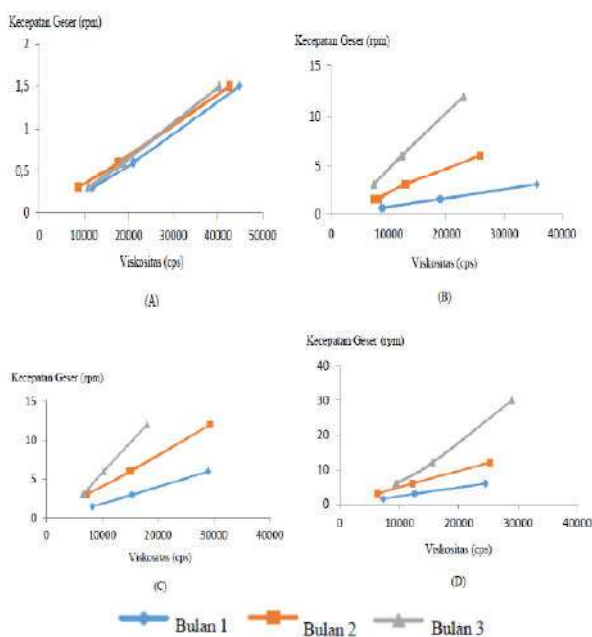 Kecepatan Geser (rpm)
2
1,5
1
0,5
0
0 10000 20000 30000 40000 50000
Viskositas (cps)
(A)
Kecepatan Geser (rpm)
15
10
5
0
0 10000 20000 30000 40000
Viskositas (cps)
(B)
Kecepatan Geser (rpm)
15
10
5
0
0 10000 20000 30000 40000
Viskositas (cps)
(C)
Kecepatan Geser (rpm)
40
30
20
10
0
0 10000 20000 30000 40000
Viskositas (cps)
(D)
Bulan 1 Bulan 2 Bulan 3